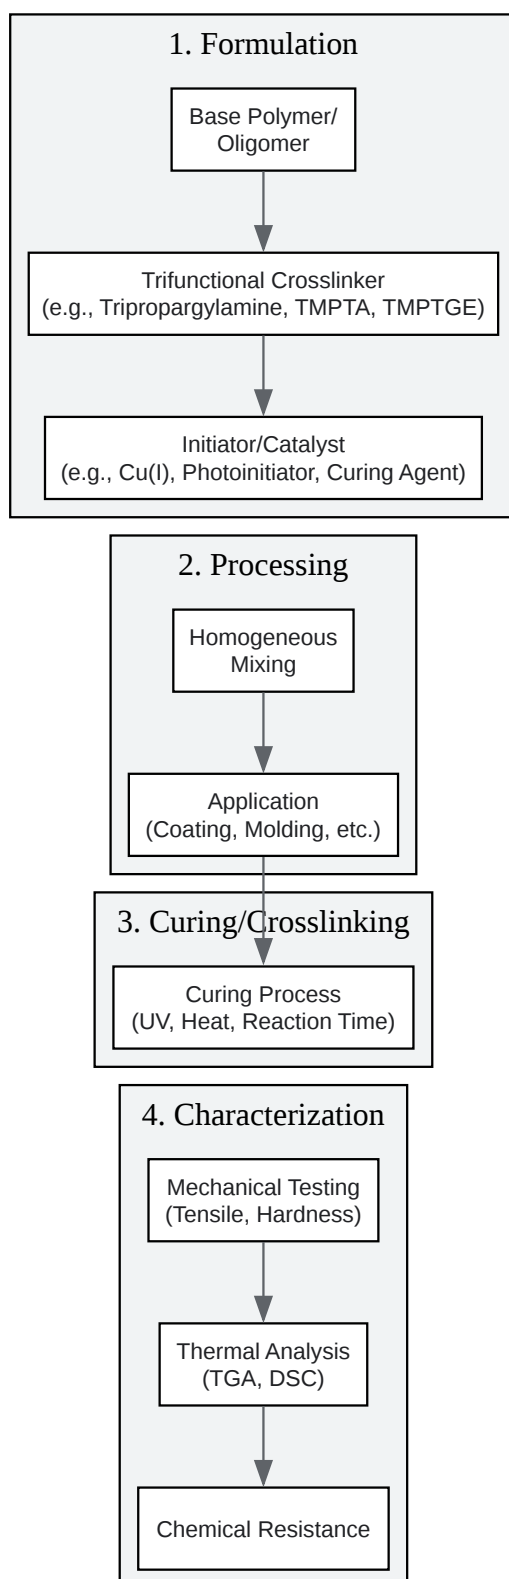 1. Formulation
Base Polymer/
Oligomer
Trifunctional Crosslinker
(e.g., Tripropargylamine, TMPTA, TMPTGE)
Initiator/Catalyst
(e.g., Cu(I), Photoinitiator, Curing Agent)
2. Processing
Homogeneous
Mixing
Application
(Coating, Molding, etc.)
3. Curing/Crosslinking
Curing Process
(UV, Heat, Reaction Time)
4. Characterization
Mechanical Testing
(Tensile, Hardness)
Thermal Analysis
(TGA, DSC)
Chemical Resistance